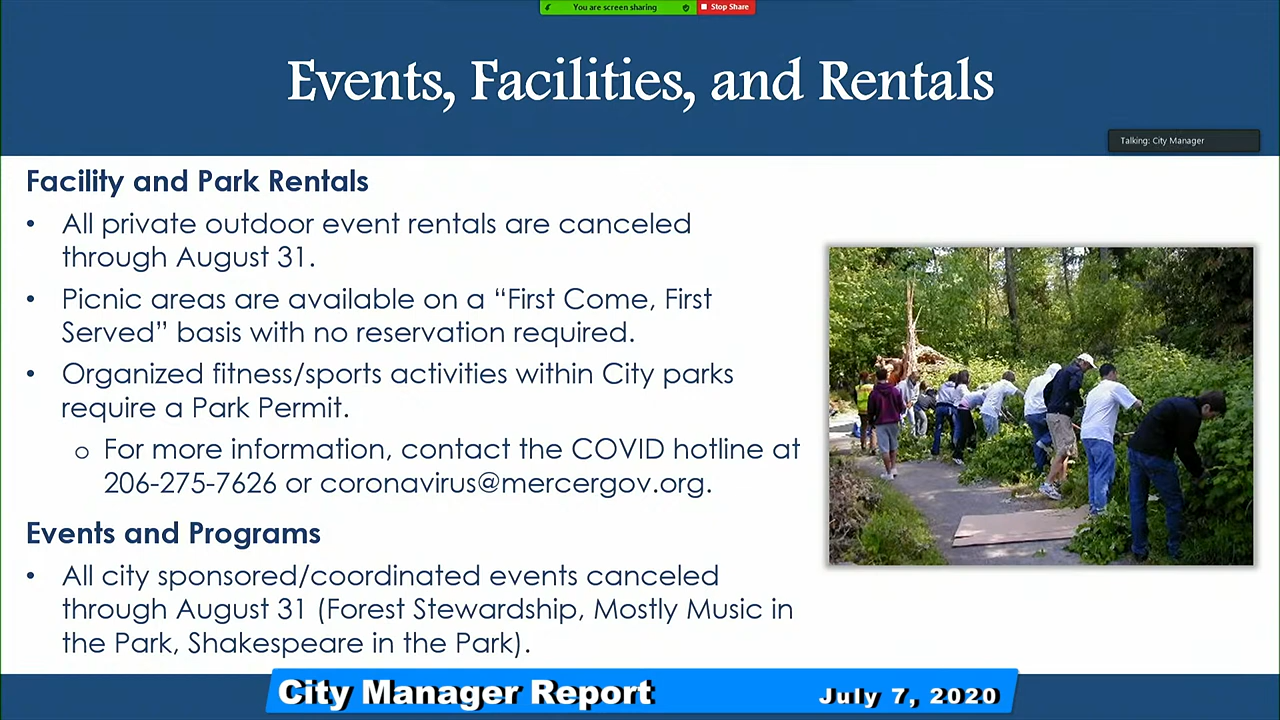 You are screen sharing
Stop Share
Events, Facilities, and Rentals
Talking: City Manager
Facility and Park Rentals
• All private outdoor event rentals are canceled
through August 31.
• Picnic areas are available on a “First Come, First
Served” basis with no reservation required.
• Organized fitness/sports activities within City parks
require a Park Permit.
o For more information, contact the COVID hotline at
206-275-7626 or coronavirus@mercergov.org.
Events and Programs
• All city sponsored/coordinated events canceled
through August 31 (Forest Stewardship, Mostly Music in
the Park, Shakespeare in the Park).
City Manager Report
July 7, 2020